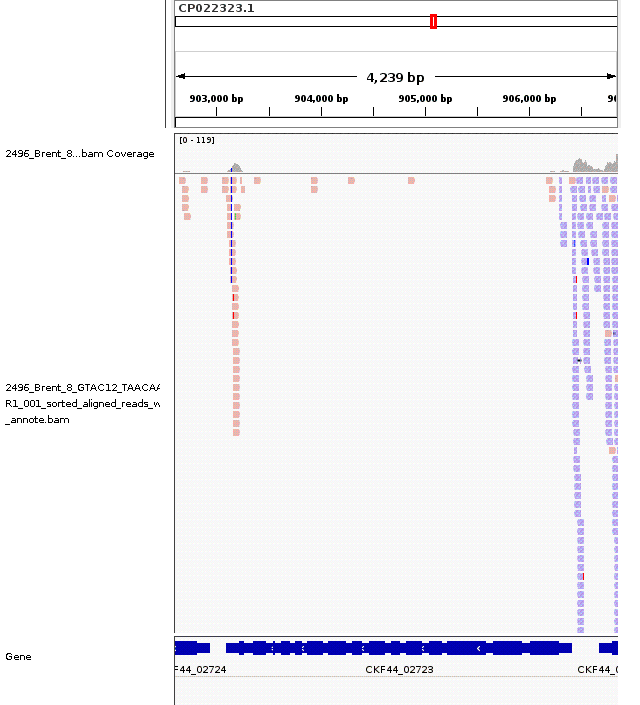 CP022323.1
4,239 bp
903,000 bp 904,000 bp 905,000 bp 906,000 bp 90
[0 - 119]
2496_Brent_8...bam Coverage
2496_Brent_8_GTAC12_TAACAA
R1_001_sorted_aligned_reads_w
_annote.bam
Gene
F44_02724 CKF44_02723 CKF44_0